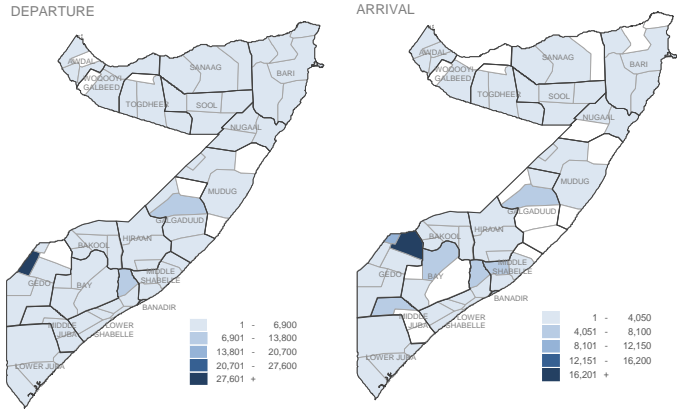 DEPARTURE
AWDAL
WOQOOYI
GALBEED
TOGDHEER
SANAAG
SOOL
BARI
NUGAAL
MUDUG
GALGADUUD
HIRAAN
BAKOOL
GEDO
BAY
MIDDLE
SHABELLE
BANADIR
LOWER
SHABELLE
MIDDLE
JUBA
LOWER JUBA
1 - 6,900
6,901 - 13,800
13,801 - 20,700
20,701 - 27,600
27,601 +
ARRIVAL
AWDAL
WOQOOYI
GALBEED
TOGDHEER
SANAAG
SOOL
BARI
NUGAAL
MUDUG
GALGADUUD
HIRAAN
BAKOOL
GEDO
BAY
MIDDLE
SHABELLE
BANADIR
LOWER
SHABELLE
MIDDLE
JUBA
LOWER JUBA
1 - 4,050
4,051 - 8,100
8,101 - 12,150
12,151 - 16,200
16,201 +